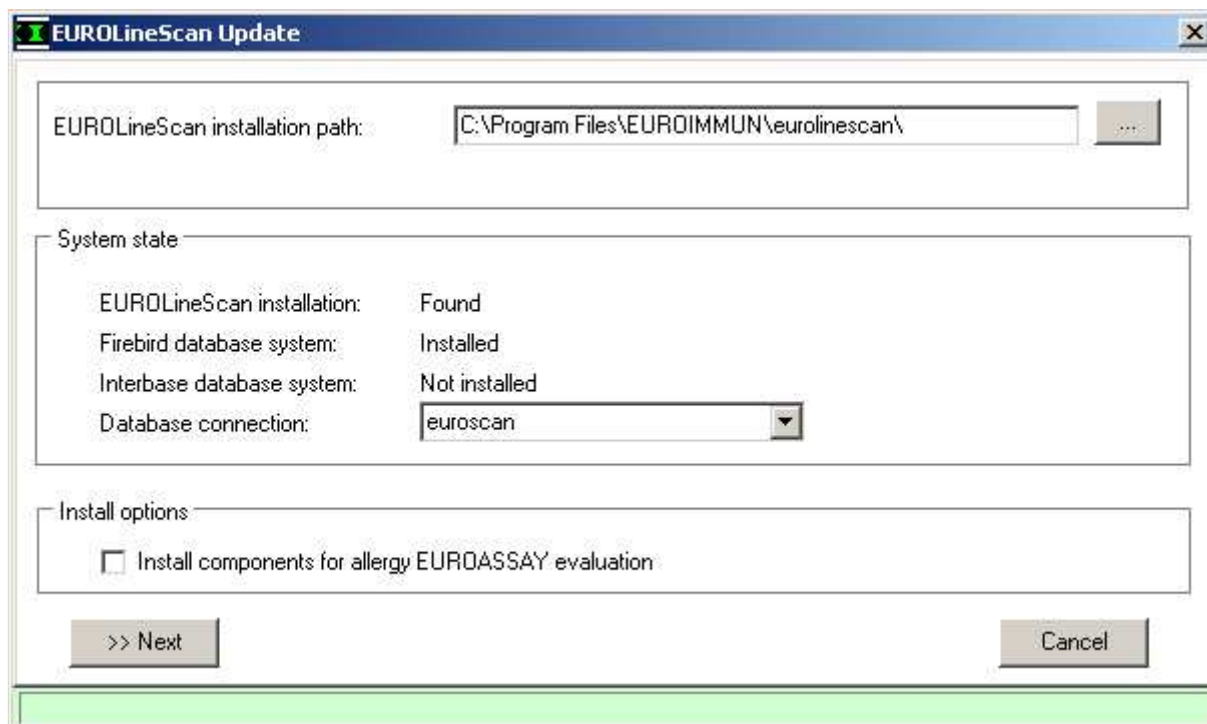 EUROLineScan Update
EUROLineScan installation path: C:\Program Files\EUROIMMUN\eurolinescan\ ...
System state
EUROLineScan installation: Found
Firebird database system: Installed
Interbase database system: Not installed
Database connection: euroscan
Install options
Install components for allergy EUROASSAY evaluation
>> Next Cancel